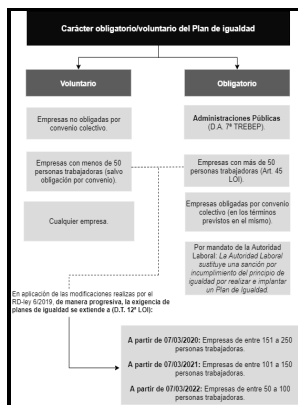 Carácter obligatorio/voluntario del Plan de igualdad
Voluntario
Empresas no obligadas por
convenio colectivo.
Empresas con menos de 50
personas trabajadoras (salvo
obligación por convenio).
Cualquier empresa.
Obligatorio
Administraciones Públicas
(D.A. 7ª TREBEP).
Empresas con más de 50
personas trabajadoras (Art. 45
LOI).
Empresas obligadas por convenio
colectivo (en los términos
previstos en el mismo).
Por mandato de la Autoridad
Laboral: La Autoridad Laboral
sustituye una sanción por
incumplimiento del principio de
igualdad por realizar e implantar
un Plan de Igualdad.
En aplicación de las modificaciones realizas por el
RD-ley 6/2019, de manera progresiva, la exigencia de
planes de igualdad se extiende a (D.T. 12ª LOI):
A partir de 07/03/2020: Empresas de entre 151 a 250
personas trabajadoras.
A partir de 07/03/2021: Empresas de entre 101 a 150
personas trabajadoras.
A partir de 07/03/2022: Empresas de entre 50 a 100
personas trabajadoras.